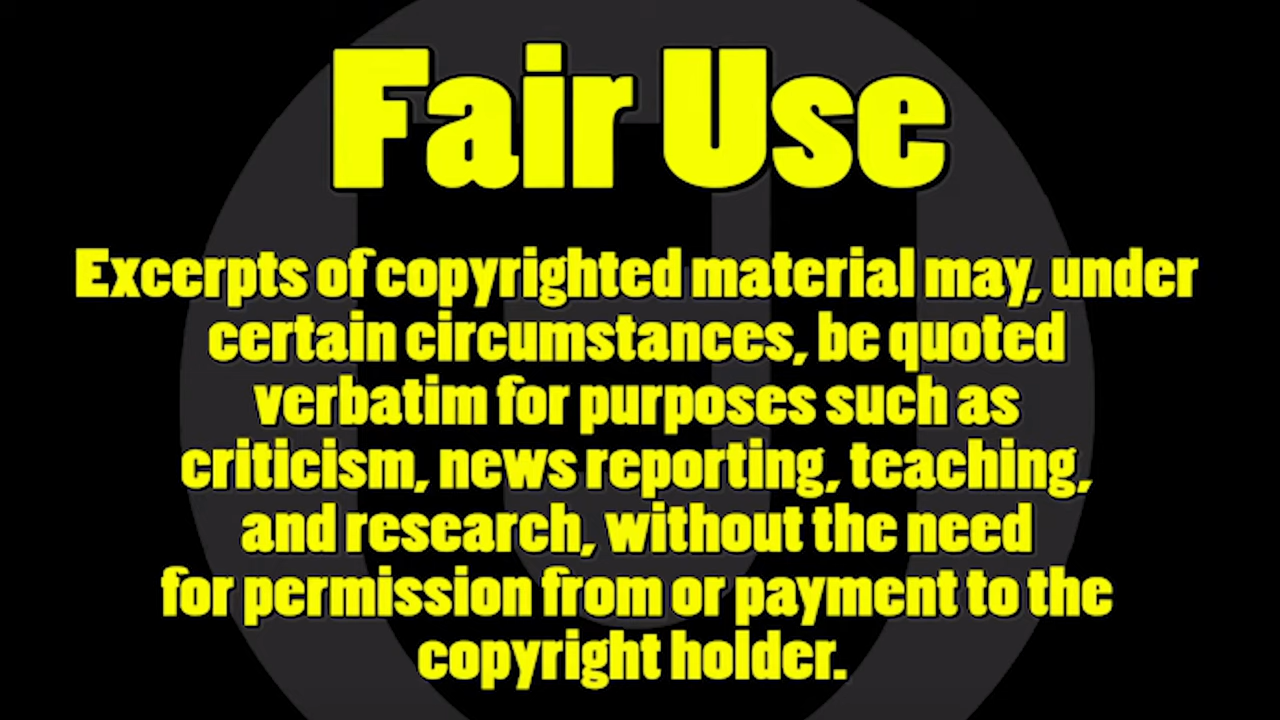 Fair Use
Excerpts of copyrighted material may, under
certain circumstances, be quoted
verbatim for purposes such as
criticism, news reporting, teaching,
and research, without the need
for permission from or payment to the
copyright holder.